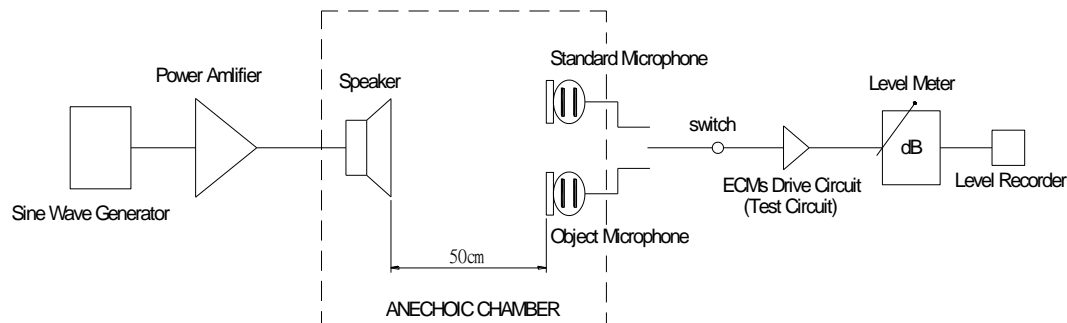 Standard Microphone
Power Amlifier
Speaker
Level Meter
switch
dB
ECMs Drive Circuit
(Test Circuit)
Level Recorder
Sine Wave Generator
Object Microphone
50cm
ANECHOIC CHAMBER